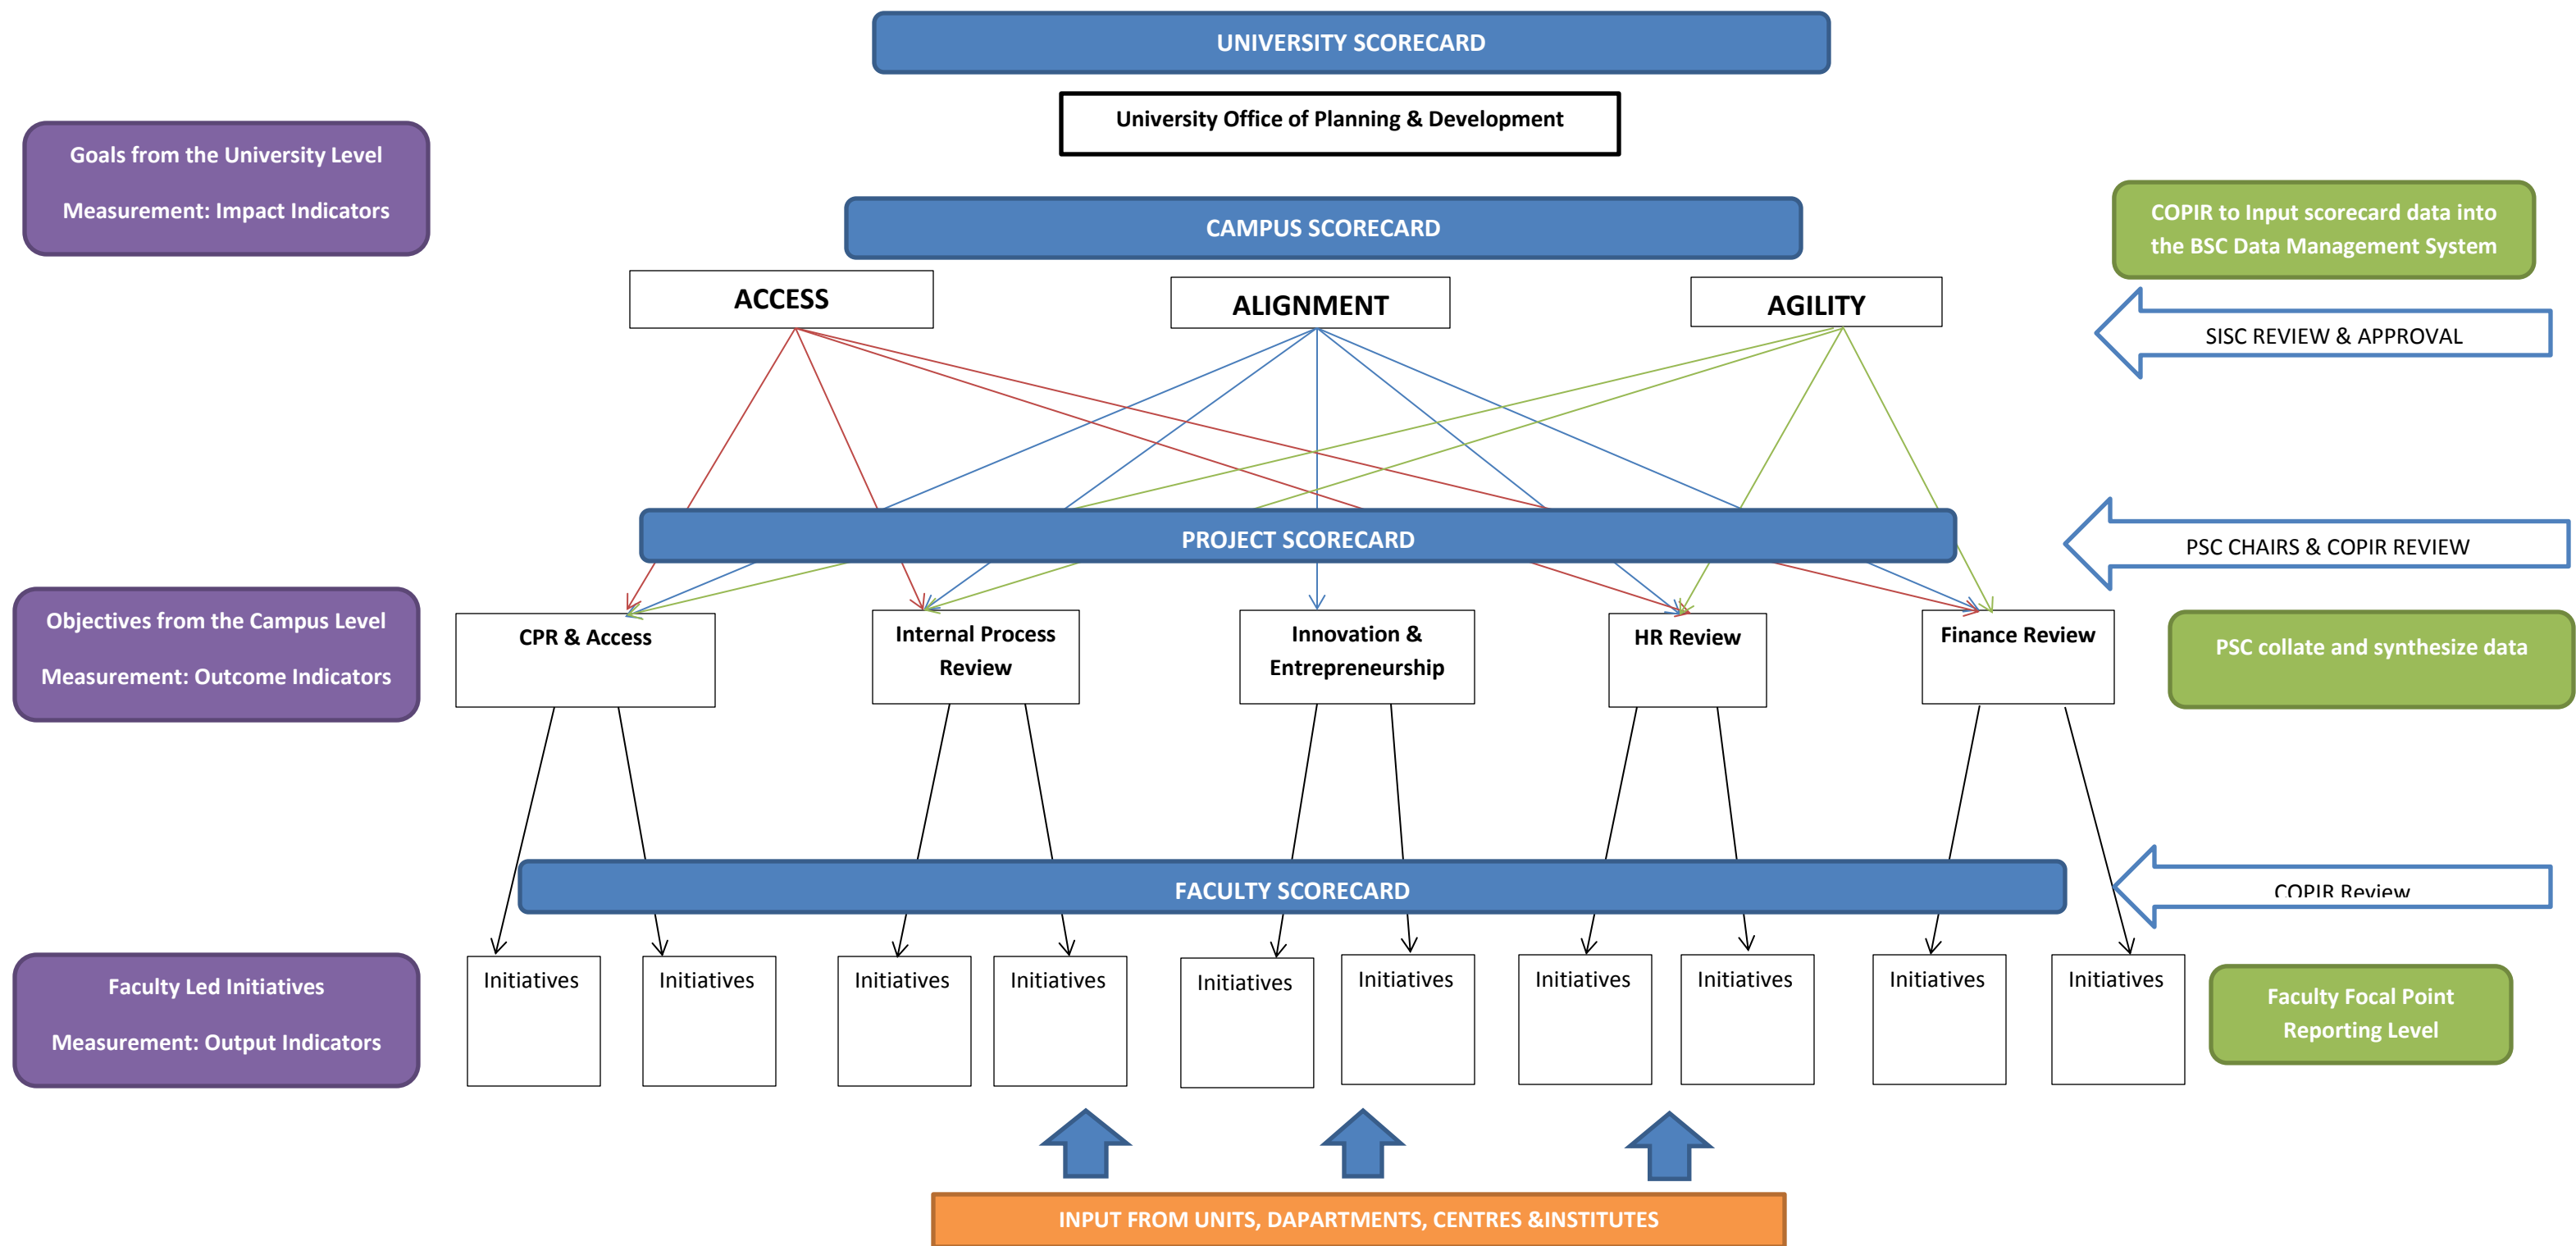 UNIVERSITY SCORECARD
University Office of Planning & Development
Goals from the University Level
Measurement: Impact Indicators
CAMPUS SCORECARD
COPIR to Input scorecard data into
the BSC Data Management System
ACCESS
ALIGNMENT
AGILITY
SISC REVIEW & APPROVAL
PROJECT SCORECARD
PSC CHAIRS & COPIR REVIEW
Objectives from the Campus Level
Measurement: Outcome Indicators
CPR & Access
Internal Process
Review
Innovation &
Entrepreneurship
HR Review
Finance Review
PSC collate and synthesize data
FACULTY SCORECARD
COPIR Review
Faculty Led Initiatives
Measurement: Output Indicators
Initiatives
Initiatives
Initiatives
Initiatives
Initiatives
Initiatives
Initiatives
Initiatives
Initiatives
Initiatives
Faculty Focal Point
Reporting Level
INPUT FROM UNITS, DAPARTMENTS, CENTRES &INSTITUTES